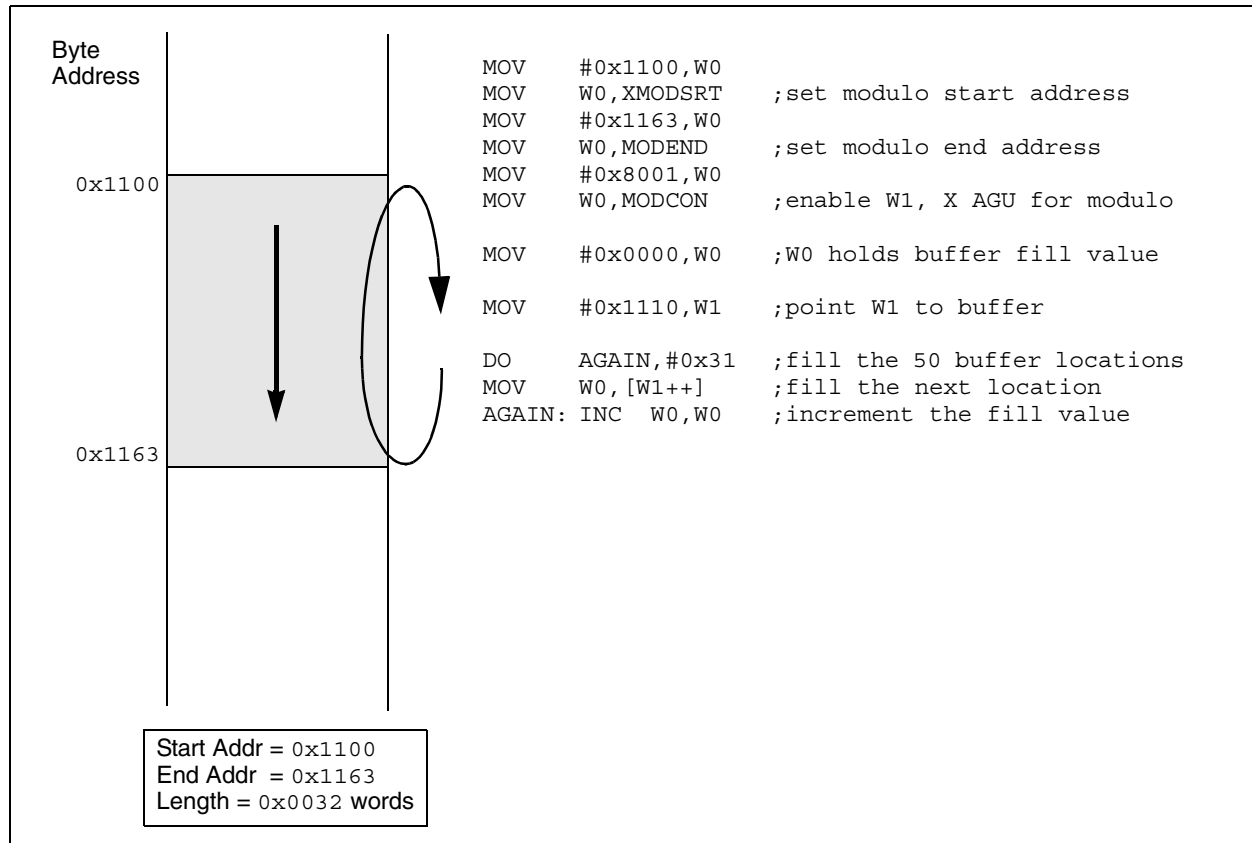 Byte
Address
0x1100
0x1163
MOV #0x1100,W0
MOV W0,XMODSRT ;set modulo start address
MOV #0x1163,W0
MOV W0,MODEND ;set modulo end address
MOV #0x8001,W0
MOV W0,MODCON ;enable W1, X AGU for modulo
MOV #0x0000,W0 ;W0 holds buffer fill value
MOV #0x1110,W1 ;point W1 to buffer
DO AGAIN,#0x31 ;fill the 50 buffer locations
MOV W0,[W1++] ;fill the next location
AGAIN: INC W0,W0 ;increment the fill value
Start Addr = 0x1100
End Addr = 0x1163
Length = 0x0032 words